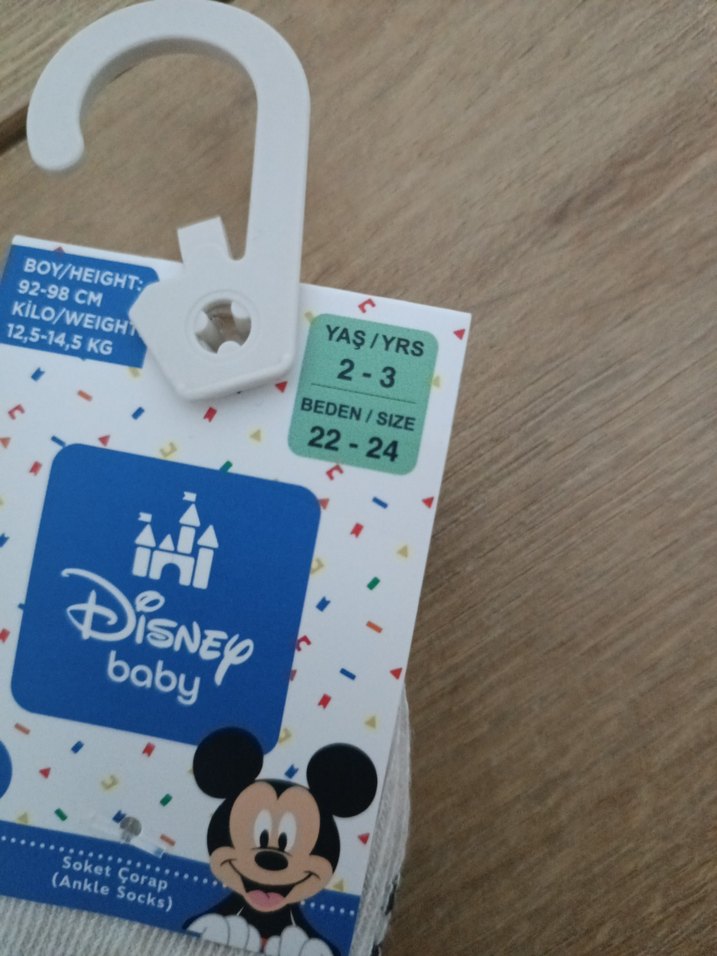 BOY/HEIGHT:
92-98 CM
KİLO/WEIGHT
12,5-14,5 KG
YAŞ / YRS
2 - 3
BEDEN / SIZE
22 - 24
Disney
baby
Soket Çorap
(Ankle Socks)